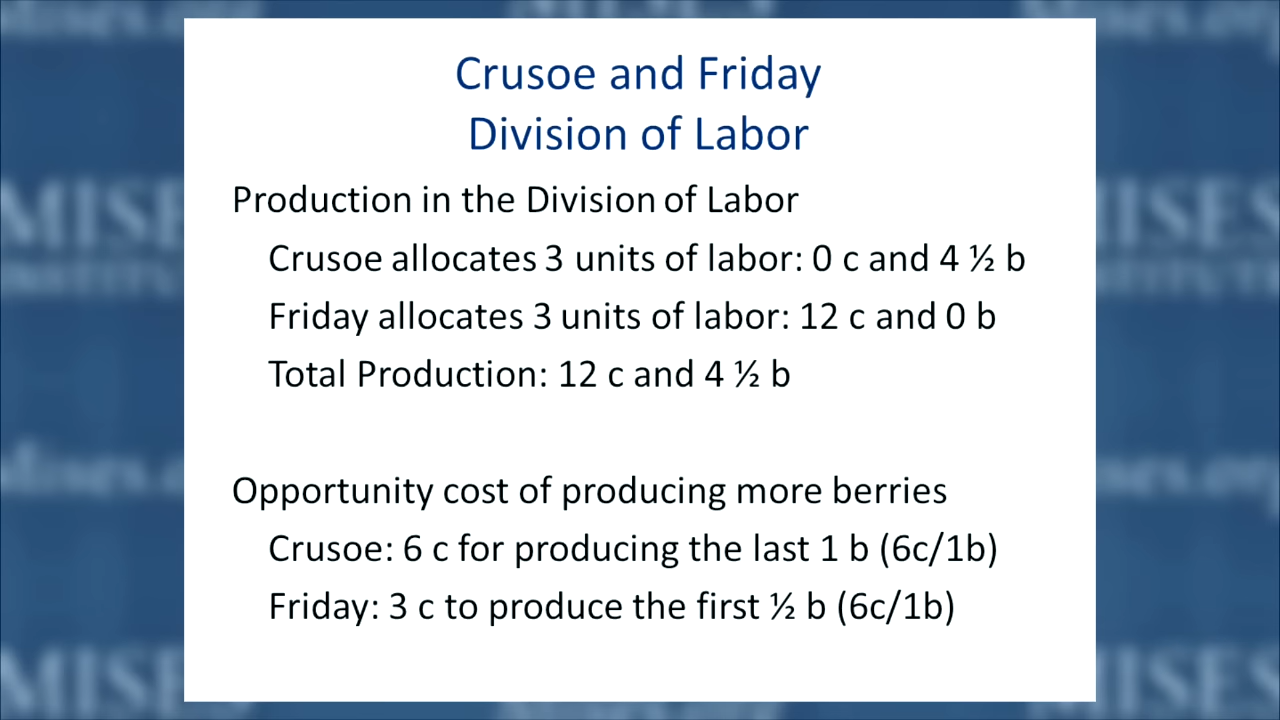 Crusoe and Friday
Division of Labor
Production in the Division of Labor
Crusoe allocates 3 units of labor: 0 c and 4 ½ b
Friday allocates 3 units of labor: 12 c and 0 b
Total Production: 12 c and 4 ½ b
Opportunity cost of producing more berries
Crusoe: 6 c for producing the last 1 b (6c/1b)
Friday: 3 c to produce the first ½ b (6c/1b)